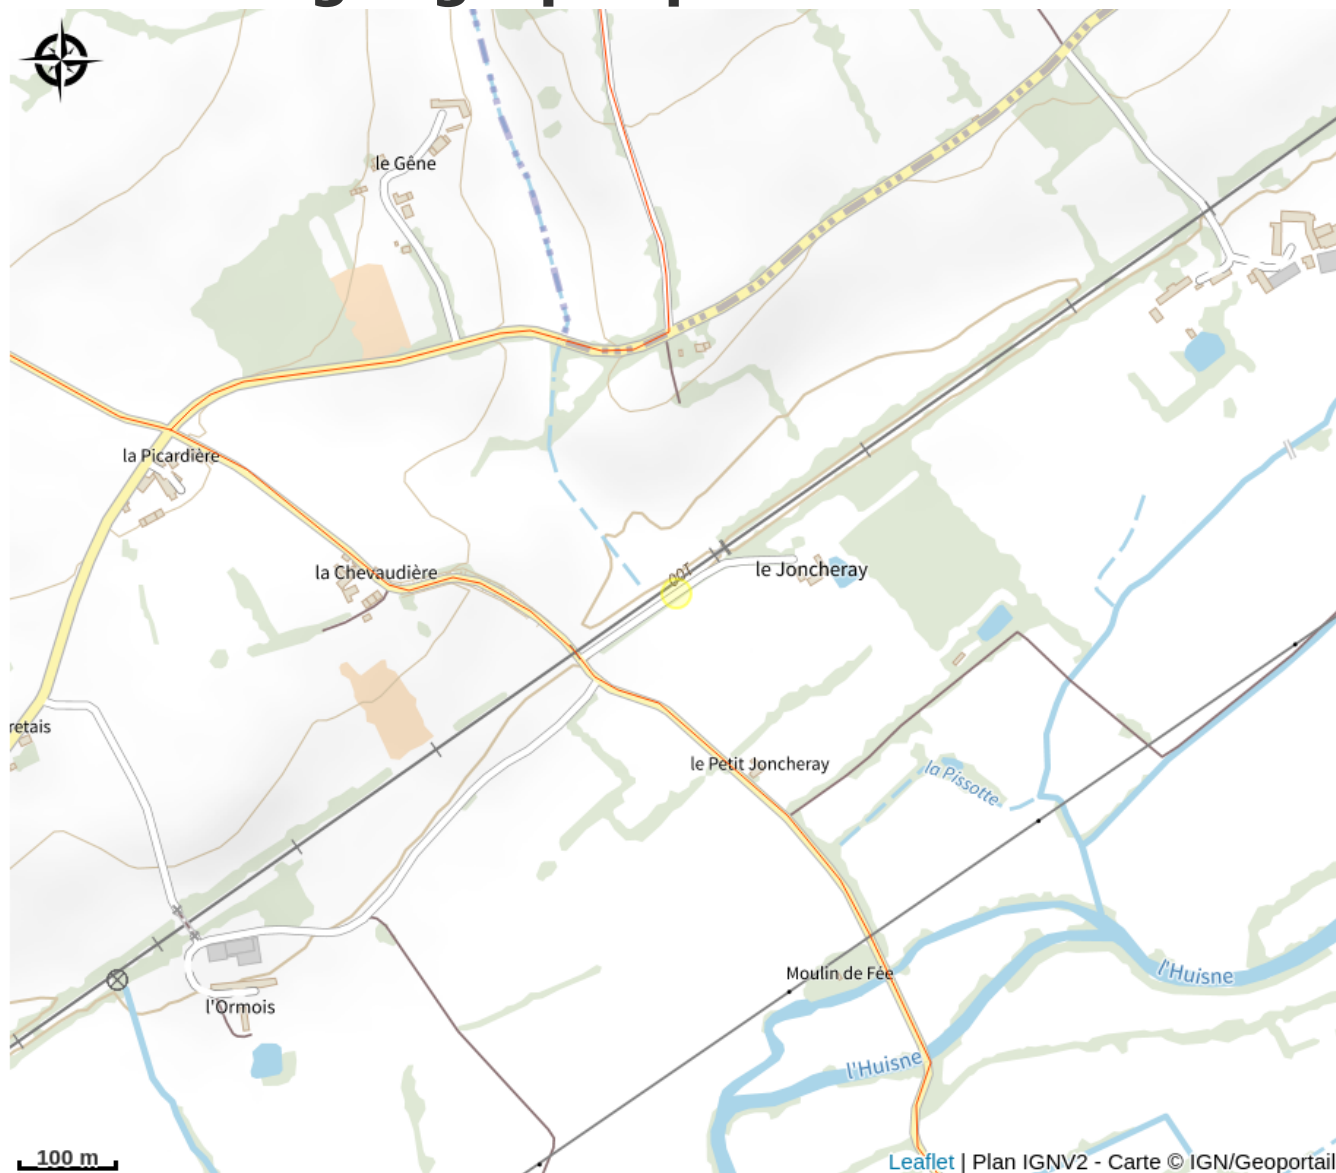 le Gêne
la Picardière
la Chevaudière
100
le Joncheray
retais
le Petit Joncheray
la Pissotte
Moulin de Fée
l'Huisne
l'Ormois
l'Huisne
100 m
Leaflet | Plan IGNV2 - Carte © IGN/Geoportail